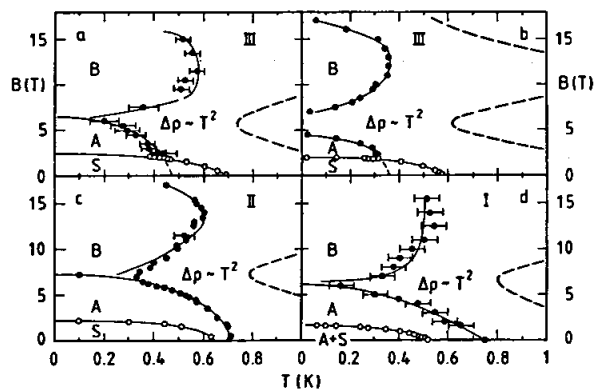 a III
15
B(T)
10
B
5
Δρ ~ T²
A
S
0
III b
15
B(T)
10
B
5
Δρ ~ T²
A
S
0
c II
15
10
B
Δρ ~ T²
5
A
S
0
0 0.2 0.4 0.6 0.8
I d
15
10
B
Δρ ~ T²
5
A
A+S
0
0.2 0.4 0.6 0.8 1
T(K)